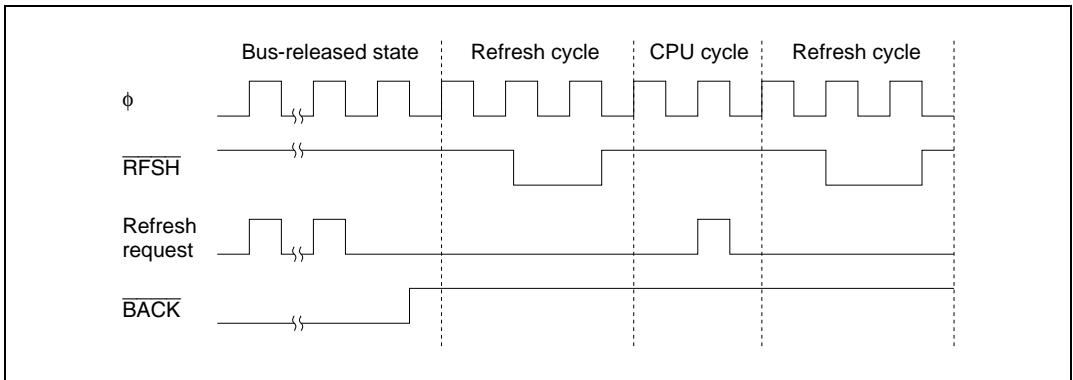 Bus-released state Refresh cycle CPU cycle Refresh cycle
φ
RFSH
Refresh
request
BACK